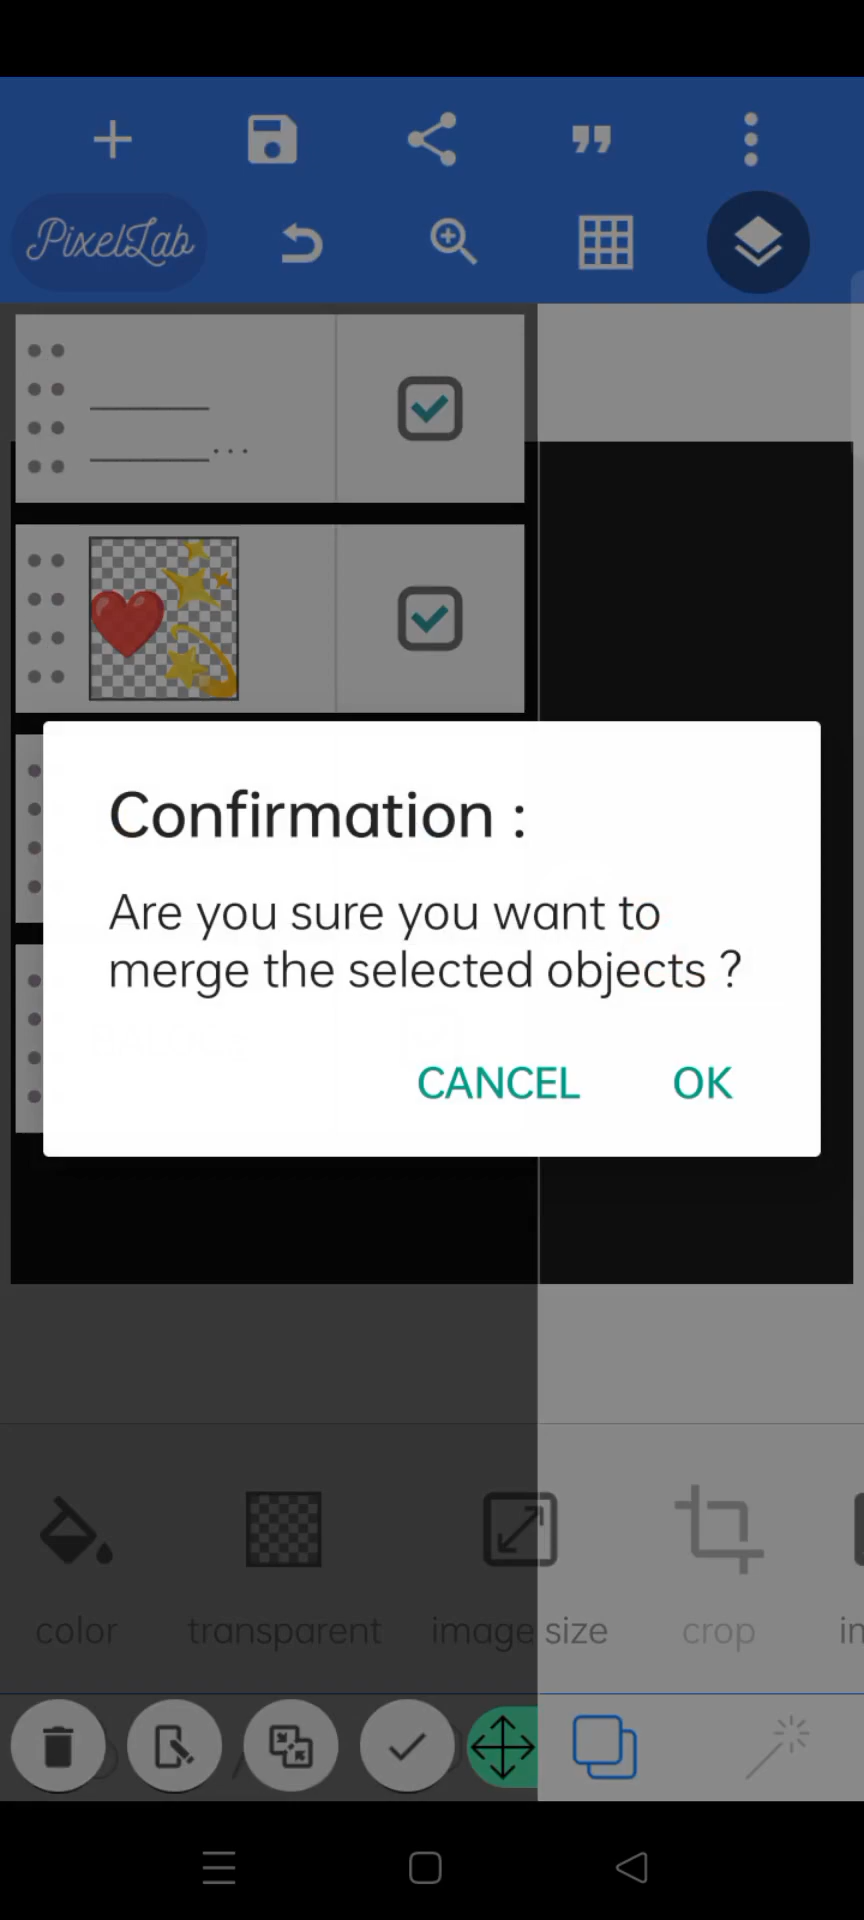 PixelLab
Confirmation :
Are you sure you want to
merge the selected objects ?
CANCEL OK
color transparent image size crop